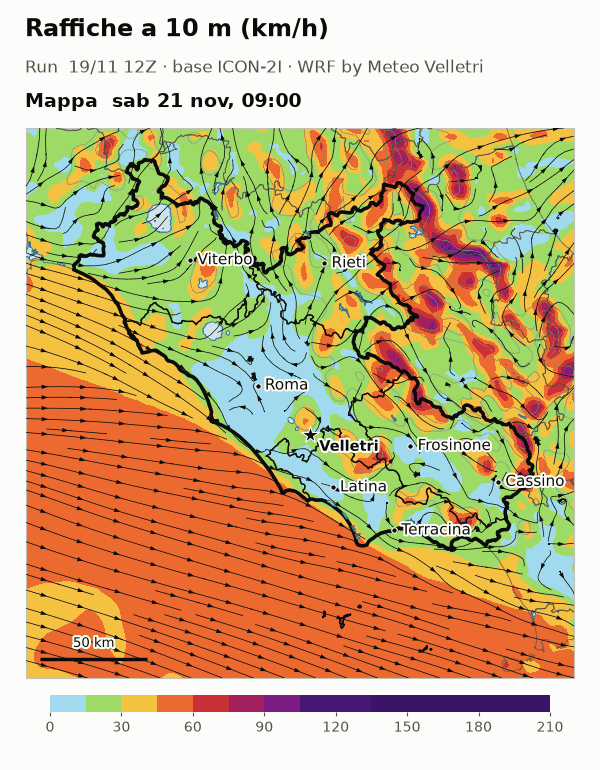 Raffiche a 10 m (km/h)
Run 19/11 12Z · base ICON-2I · WRF by Meteo Velletri
Mappa sab 21 nov, 09:00
Viterbo
Rieti
Roma
Velletri
Frosinone
Cassino
Latina
Terracina
50 km
0 30 60 90 120 150 180 210